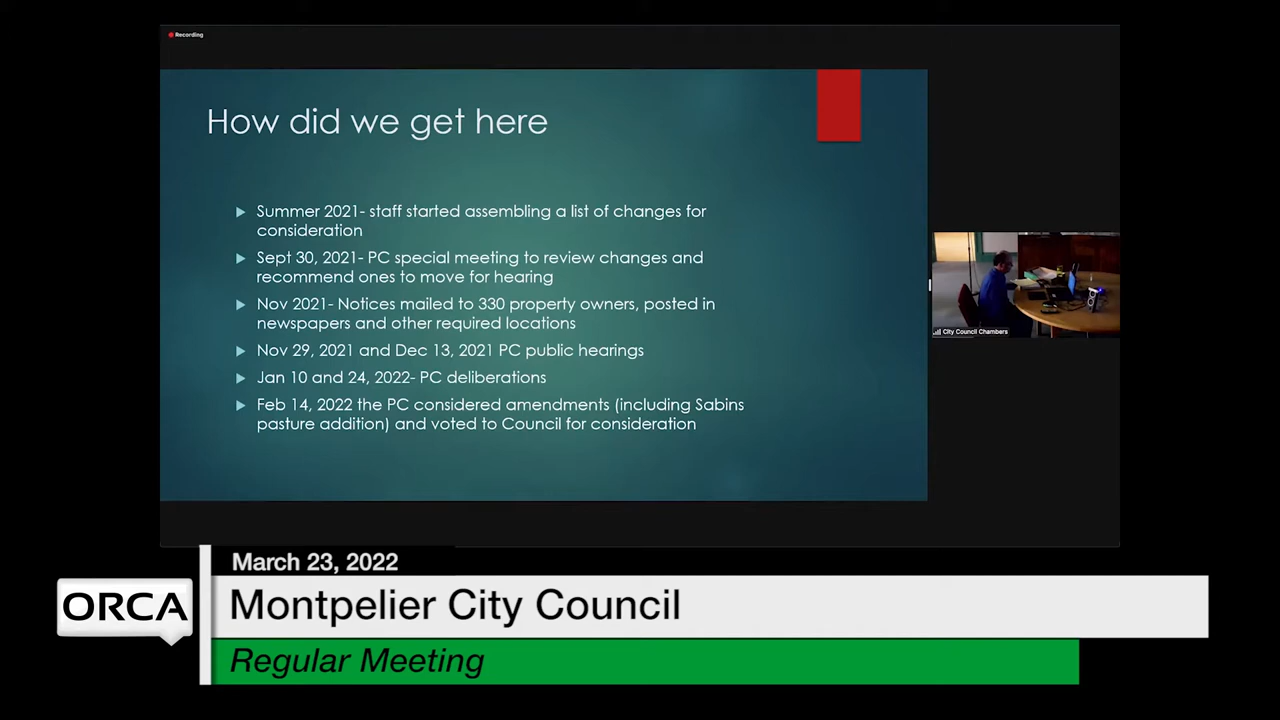 Recording
How did we get here
Summer 2021- staff started assembling a list of changes for
consideration
Sept 30, 2021- PC special meeting to review changes and
recommend ones to move for hearing
Nov 2021- Notices mailed to 330 property owners, posted in
newspapers and other required locations
Nov 29, 2021 and Dec 13, 2021 PC public hearings
Jan 10 and 24, 2022- PC deliberations
Feb 14, 2022 the PC considered amendments (including Sabins
pasture addition) and voted to Council for consideration
City Council Chambers
March 23, 2022
ORCA
Montpelier City Council
Regular Meeting